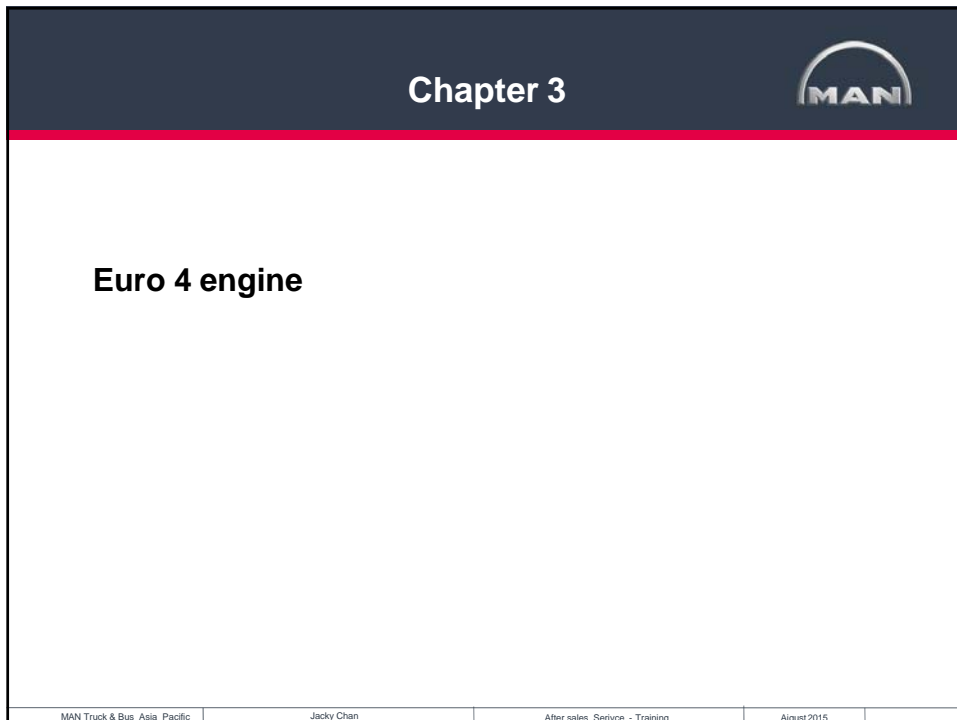 Chapter 3
MAN
Euro 4 engine
MAN Truck & Bus Asia Pacific
Jacky Chan
After sales Serivce - Training
Aigust 2015